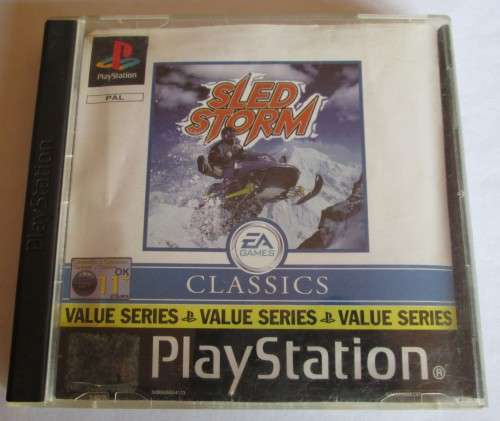 PlayStation
PAL
PlayStation
SLED
STORM
EA
GAMES
CLASSICS
11+
OK
VALUE SERIES VALUE SERIES VALUE SERIES
PlayStation®